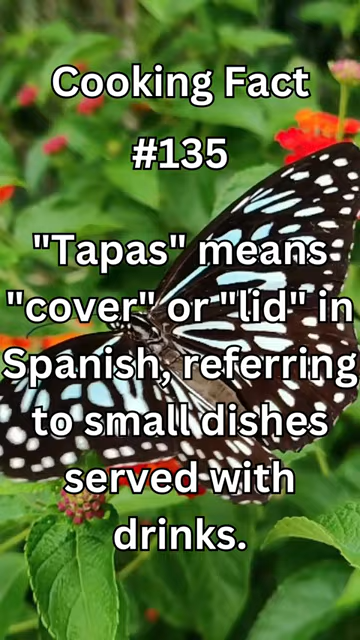 Cooking Fact
#135
"Tapas" means
"cover" or "lid" in
Spanish, referring
to small dishes
served with
drinks.